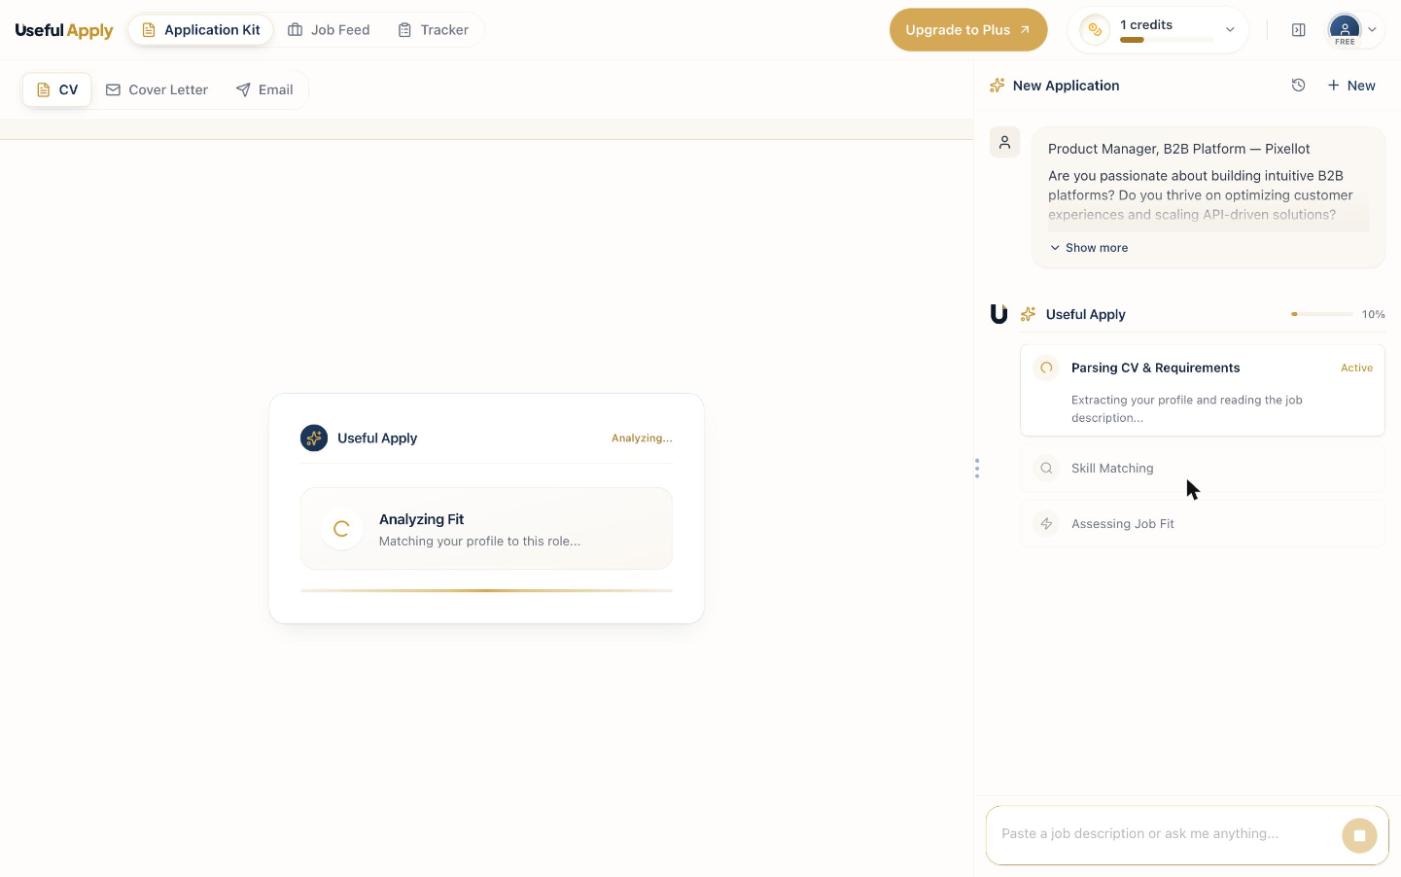 Useful Apply
Application Kit
Job Feed
Tracker
Upgrade to Plus
1 credits
FREE
CV
Cover Letter
Email
New Application
New
Product Manager, B2B Platform — Pixellot
Are you passionate about building intuitive B2B
platforms? Do you thrive on optimizing customer
experiences and scaling API-driven solutions?
Show more
Useful Apply
10%
Parsing CV & Requirements
Active
Extracting your profile and reading the job
description...
Skill Matching
Assessing Job Fit
Useful Apply
Analyzing...
Analyzing Fit
Matching your profile to this role...
Paste a job description or ask me anything...